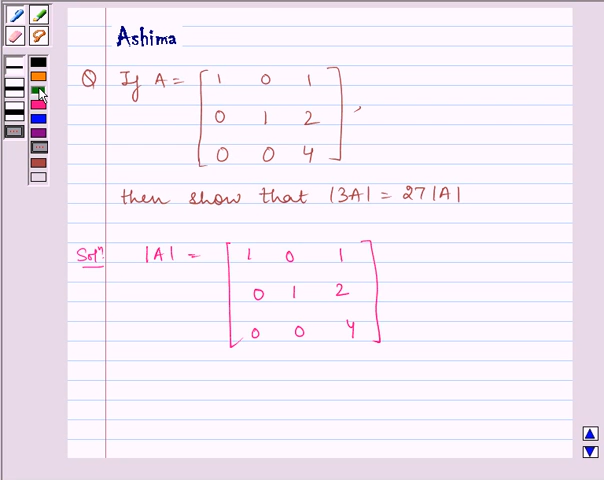 Ashima
Q If A = [ 1 0 1
0 1 2
0 0 4 ] ,
then show that |3A| = 27|A|
Solⁿ. |A| = [ 1 0 1
0 1 2
0 0 4 ]